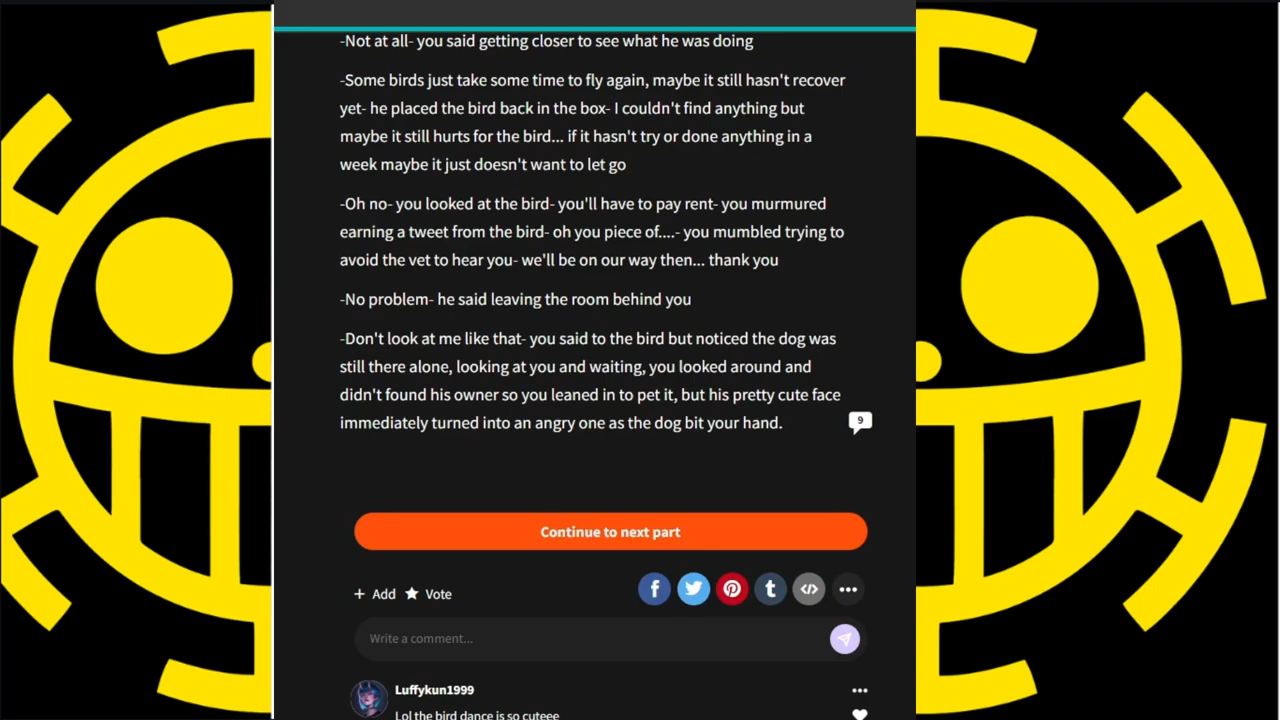 -Not at all- you said getting closer to see what he was doing
-Some birds just take some time to fly again, maybe it still hasn't recover
yet- he placed the bird back in the box- I couldn't find anything but
maybe it still hurts for the bird... if it hasn't try or done anything in a
week maybe it just doesn't want to let go
-Oh no- you looked at the bird- you'll have to pay rent- you murmured
earning a tweet from the bird- oh you piece of....- you mumbled trying to
avoid the vet to hear you- we'll be on our way then... thank you
-No problem- he said leaving the room behind you
-Don't look at me like that- you said to the bird but noticed the dog was
still there alone, looking at you and waiting, you looked around and
didn't found his owner so you leaned in to pet it, but his pretty cute face
immediately turned into an angry one as the dog bit your hand.
9
Continue to next part
+ Add ★ Vote
f t </> •••
Write a comment...
Luffykun1999
Lol the bird dance is so cuteee